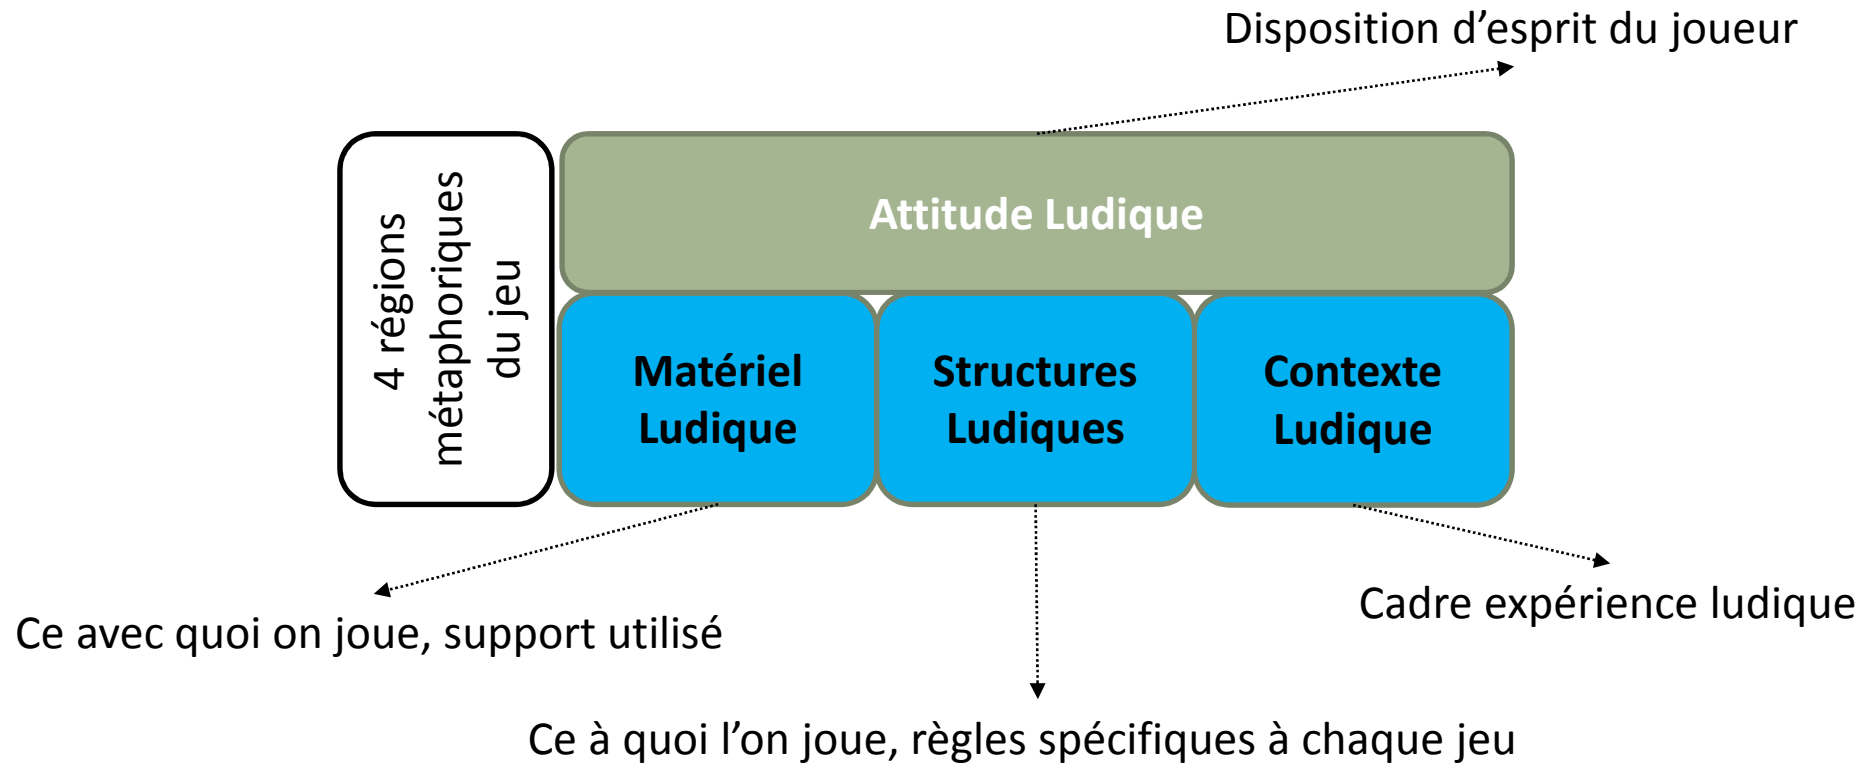 Disposition d’esprit du joueur
4 régions
métaphoriques
du jeu
Attitude Ludique
Matériel
Ludique
Structures
Ludiques
Contexte
Ludique
Ce avec quoi on joue, support utilisé
Cadre expérience ludique
Ce à quoi l’on joue, règles spécifiques à chaque jeu